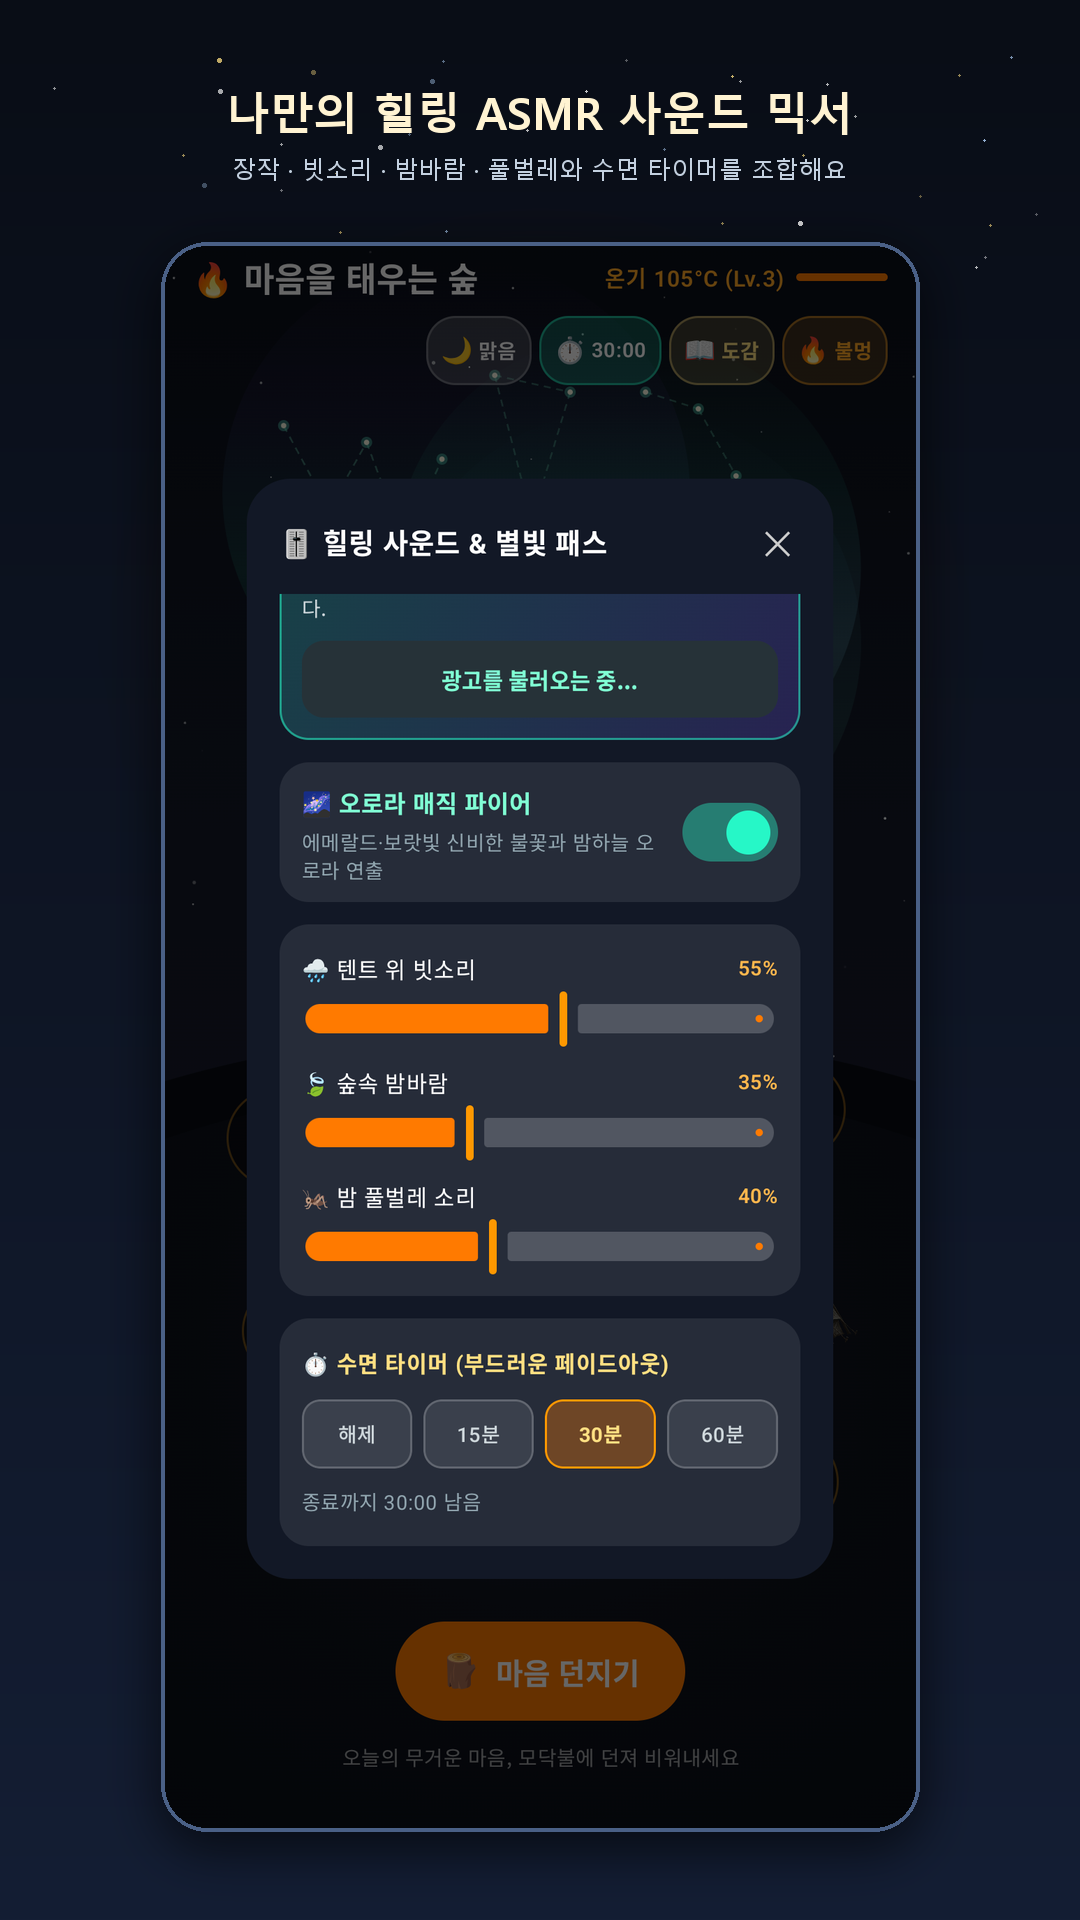 나만의 힐링 ASMR 사운드 믹서
장작 · 빗소리 · 밤바람 · 풀벌레와 수면 타이머를 조합해요
마음을 태우는 숲
온기 105°C (Lv.3)
맑음
30:00
도감
불멍
힐링 사운드 & 별빛 패스
다.
광고를 불러오는 중...
오로라 매직 파이어
에메랄드·보랏빛 신비한 불꽃과 밤하늘 오
로라 연출
텐트 위 빗소리
55%
숲속 밤바람
35%
밤 풀벌레 소리
40%
수면 타이머 (부드러운 페이드아웃)
해제
15분
30분
60분
종료까지 30:00 남음
마음 던지기
오늘의 무거운 마음, 모닥불에 던져 비워내세요